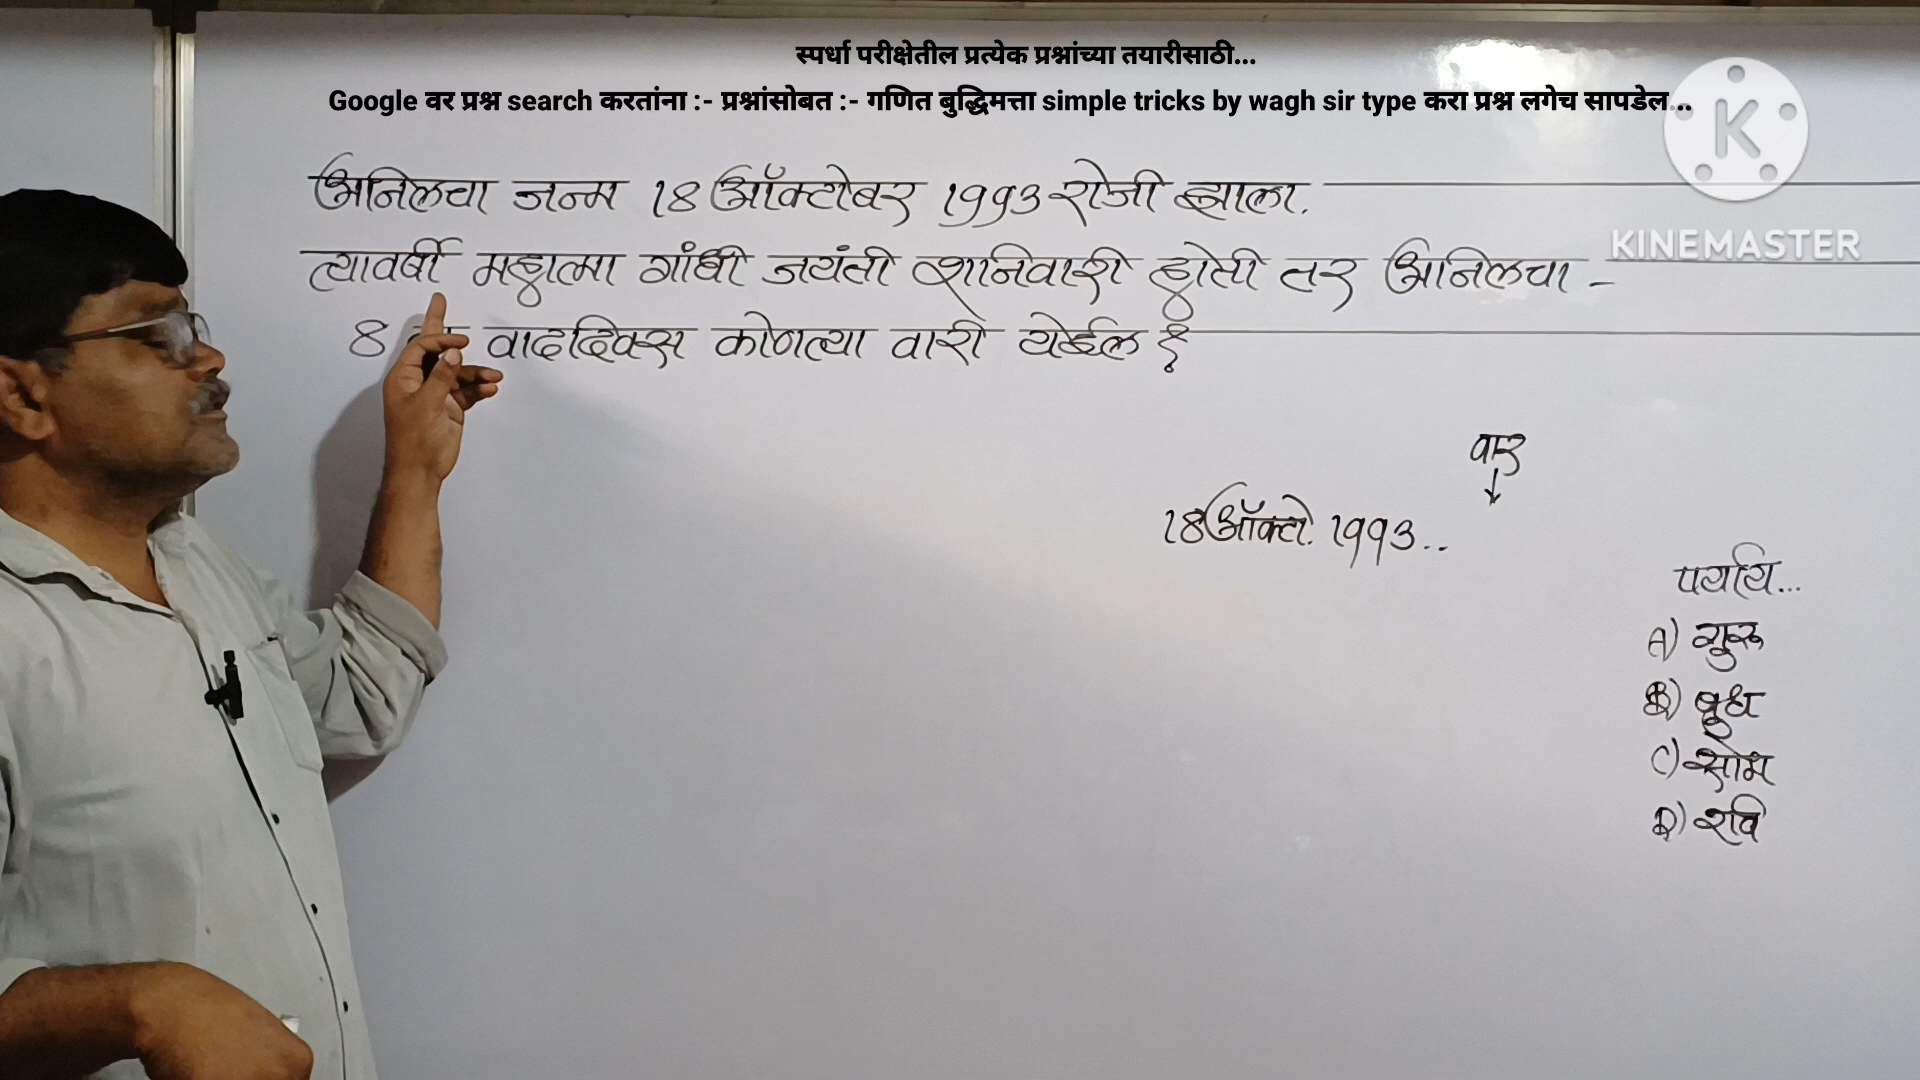 स्पर्धा परीक्षेतील प्रत्येक प्रश्नांच्या तयारीसाठी...
Google वर प्रश्न search करतांना :- प्रश्नांसोबत :- गणित बुद्धिमत्ता simple tricks by wagh sir type करा प्रश्न लगेच सापडेल...
K
KINEMASTER
अनिलचा जन्म 18 ऑक्टोबर 1993 रोजी झाला.
त्यावर्षी महात्मा गांधी जयंती शनिवारी होती तर अनिलचा -
8 वाढदिवस कोणत्या वारी येईल ?
वार
↓
18 ऑक्टो. 1993..
पर्याय...
A) गुरू
B) बुध
C) सोम
D) रवि